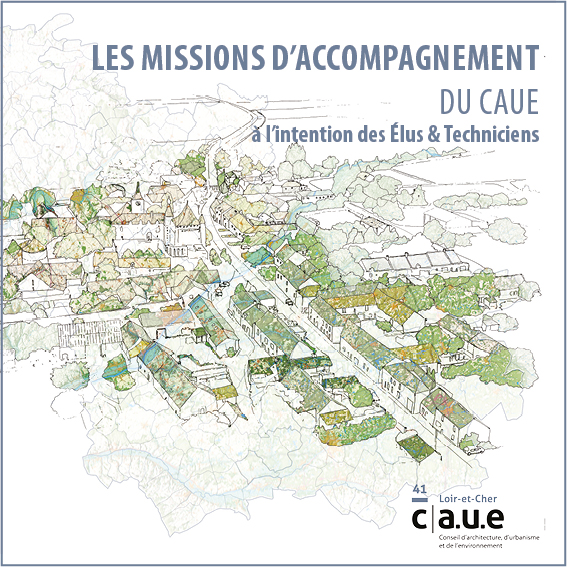 LES MISSIONS D'ACCOMPAGNEMENT
DU CAUE
à l'intention des Élus & Techniciens
41
Loir-et-Cher
c|a.u.e
Conseil d'architecture, d'urbanisme
et de l'environnement